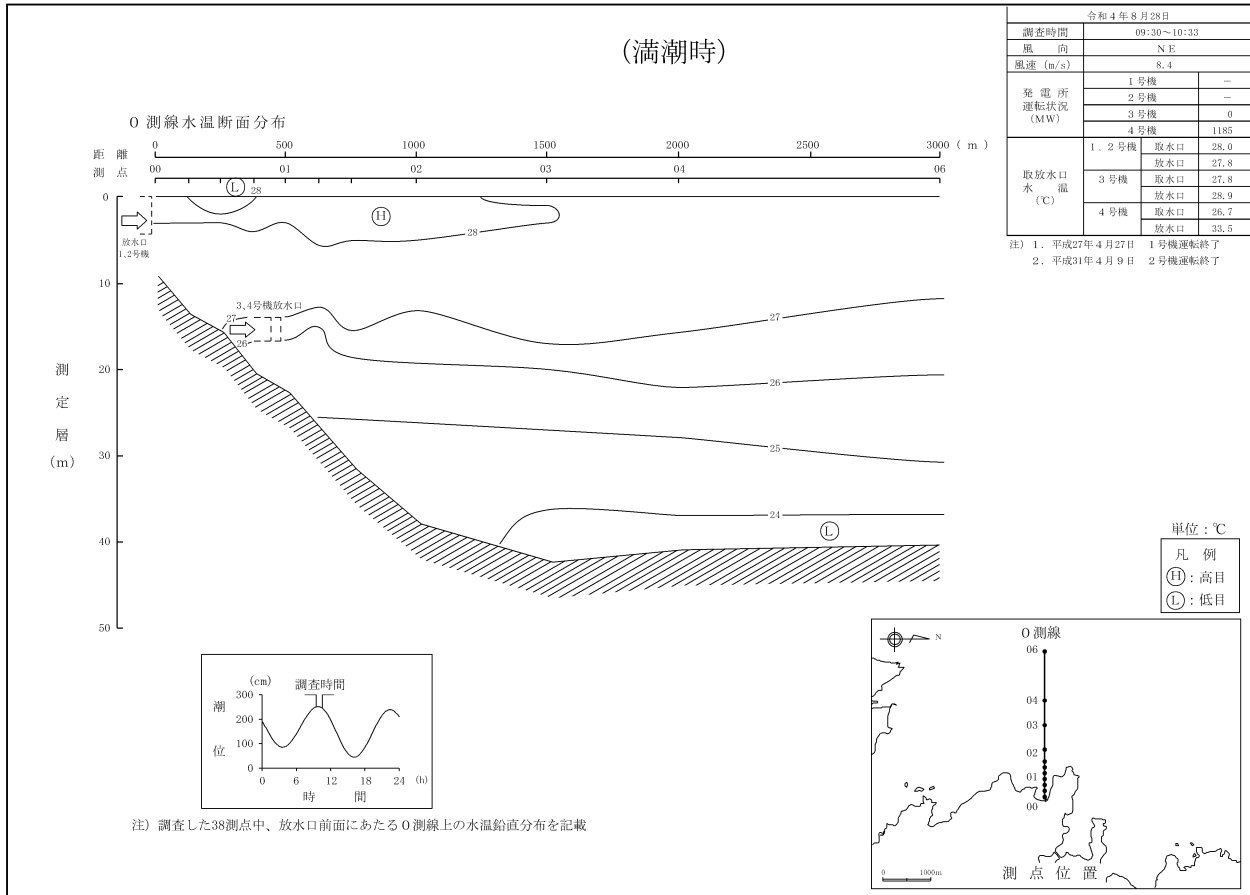 (満潮時)
令和4年8月28日
調査時間 09:30～10:33
風　向 NE
風速 (m/s) 8.4
発電所運転状況(MW) 1号機 －
2号機 －
3号機 0
4号機 1185
取放水口水温(℃) 1.2号機 取水口 28.0
放水口 27.8
3号機 取水口 27.8
放水口 28.9
4号機 取水口 26.7
放水口 33.5
注) 1. 平成27年4月27日　1号機運転終了
2. 平成31年4月9日　2号機運転終了
0測線水温断面分布
距離 0 500 1000 1500 2000 2500 3000 (m)
測点 00 01 02 03 04 06
L 28
0
H
28
放水口
1、2号機
10
3、4号機放水口
27
27
26
20
26
測定層(m)
25
30
24
L
40
50
単位：℃
凡　例
H：高目
L：低目
(cm)
調査時間
潮位
300
200
100
0
0 6 12 18 24 (h)
時　間
注) 調査した38測点中、放水口前面にあたる0測線上の水温鉛直分布を記載
N
0測線
06
04
03
02
01
00
0 1000m
測点位置